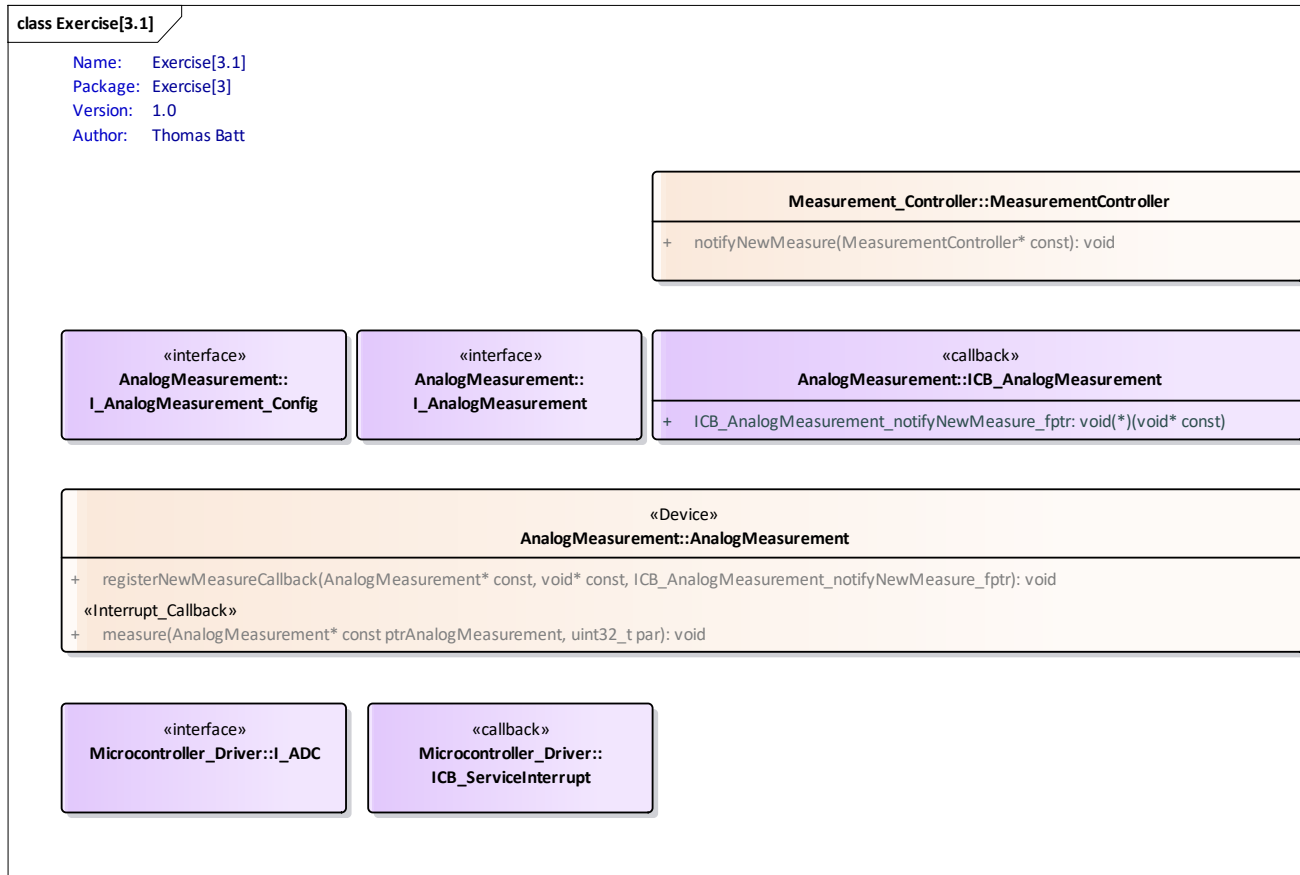 class Exercise[3.1]
Name: Exercise[3.1]
Package: Exercise[3]
Version: 1.0
Author: Thomas Batt
Measurement_Controller::MeasurementController
+ notifyNewMeasure(MeasurementController* const): void
«interface»
AnalogMeasurement::
I_AnalogMeasurement_Config
«interface»
AnalogMeasurement::
I_AnalogMeasurement
«callback»
AnalogMeasurement::ICB_AnalogMeasurement
+ ICB_AnalogMeasurement_notifyNewMeasure_fptr: void(*)(void* const)
«Device»
AnalogMeasurement::AnalogMeasurement
+ registerNewMeasureCallback(AnalogMeasurement* const, void* const, ICB_AnalogMeasurement_notifyNewMeasure_fptr): void
«Interrupt_Callback»
+ measure(AnalogMeasurement* const ptrAnalogMeasurement, uint32_t par): void
«interface»
Microcontroller_Driver::I_ADC
«callback»
Microcontroller_Driver::
ICB_ServiceInterrupt